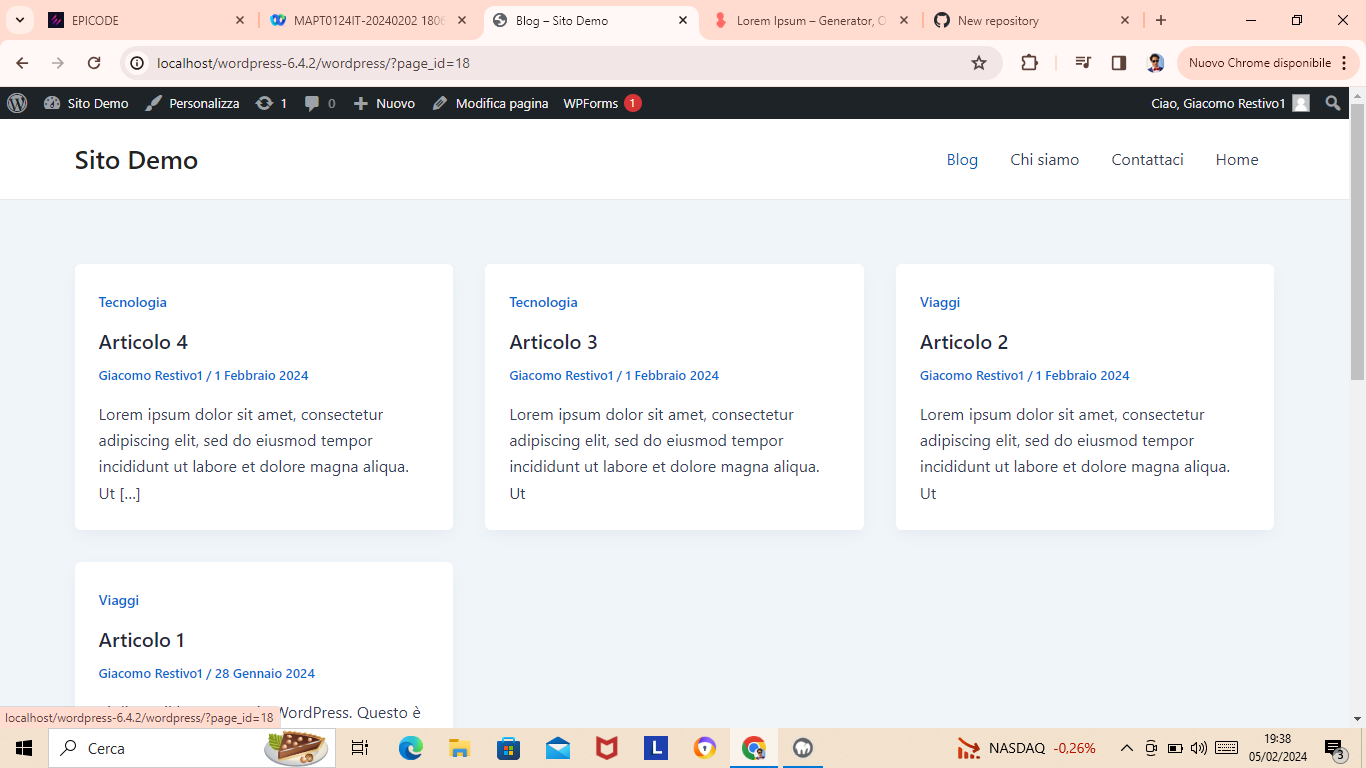 EPICODE
MAPT0124IT-20240202 1806
Blog – Sito Demo
Lorem Ipsum – Generator, O
New repository
localhost/wordpress-6.4.2/wordpress/?page_id=18
Nuovo Chrome disponibile
Sito Demo
Personalizza
1
0
Nuovo
Modifica pagina
WPForms 1
Ciao, Giacomo Restivo1
Sito Demo
Blog
Chi siamo
Contattaci
Home
Tecnologia
Articolo 4
Giacomo Restivo1 / 1 Febbraio 2024
Lorem ipsum dolor sit amet, consectetur
adipiscing elit, sed do eiusmod tempor
incididunt ut labore et dolore magna aliqua.
Ut […]
Tecnologia
Articolo 3
Giacomo Restivo1 / 1 Febbraio 2024
Lorem ipsum dolor sit amet, consectetur
adipiscing elit, sed do eiusmod tempor
incididunt ut labore et dolore magna aliqua.
Ut
Viaggi
Articolo 2
Giacomo Restivo1 / 1 Febbraio 2024
Lorem ipsum dolor sit amet, consectetur
adipiscing elit, sed do eiusmod tempor
incididunt ut labore et dolore magna aliqua.
Ut
Viaggi
Articolo 1
Giacomo Restivo1 / 28 Gennaio 2024
WordPress. Questo è
localhost/wordpress-6.4.2/wordpress/?page_id=18
Cerca
L
NASDAQ -0,26%
19:38
05/02/2024
3